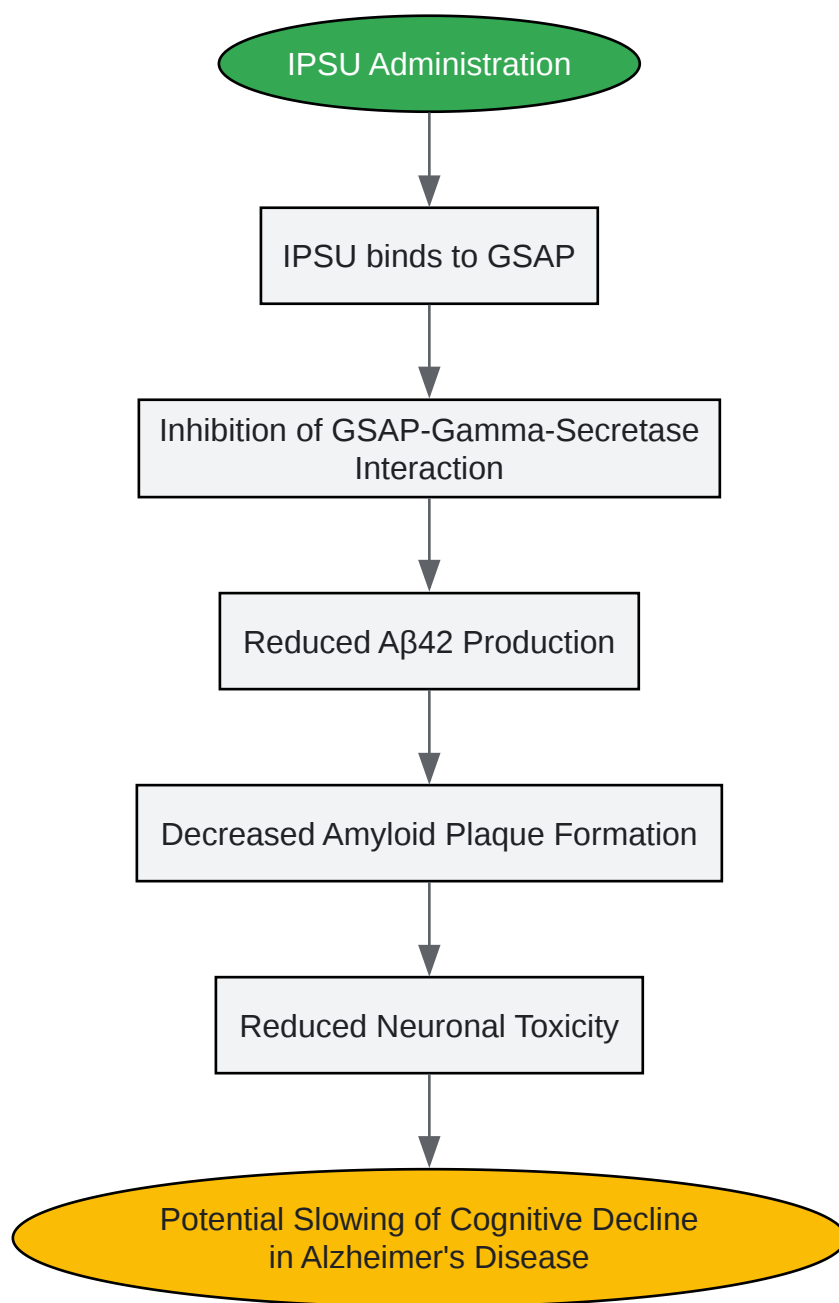 IPSU Administration
IPSU binds to GSAP
Inhibition of GSAP-Gamma-Secretase
Interaction
Reduced Aβ42 Production
Decreased Amyloid Plaque Formation
Reduced Neuronal Toxicity
Potential Slowing of Cognitive Decline
in Alzheimer's Disease